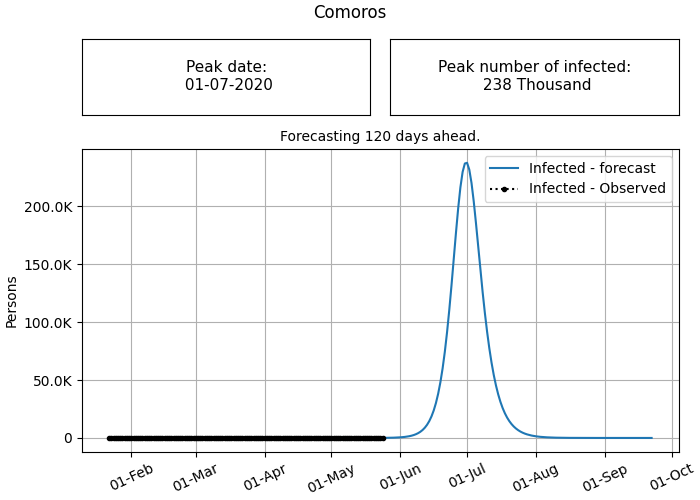 Comoros
Peak date:
01-07-2020
Peak number of infected:
238 Thousand
Forecasting 120 days ahead.
Infected - forecast
Infected - Observed
Persons
200.0K
150.0K
100.0K
50.0K
0
01-Feb
01-Mar
01-Apr
01-May
01-Jun
01-Jul
01-Aug
01-Sep
01-Oct